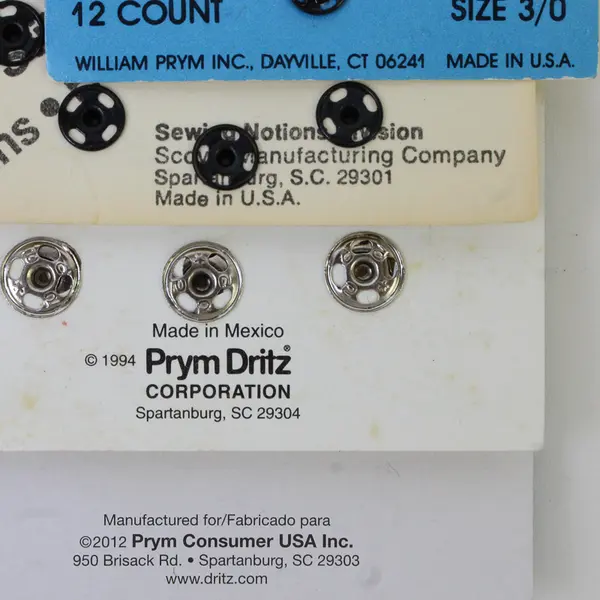 12 COUNT SIZE 3/0
WILLIAM PRYM INC., DAYVILLE, CT 06241 MADE IN U.S.A.
Notions
Manufacturing Company
S.C. 29301
Made in U.S.A.
Made in Mexico
© 1994 Prym Dritz®
CORPORATION
Spartanburg, SC 29304
Manufactured for/Fabricado para
©2012 Prym Consumer USA Inc.
950 Brisack Rd. • Spartanburg, SC 29303
www.dritz.com